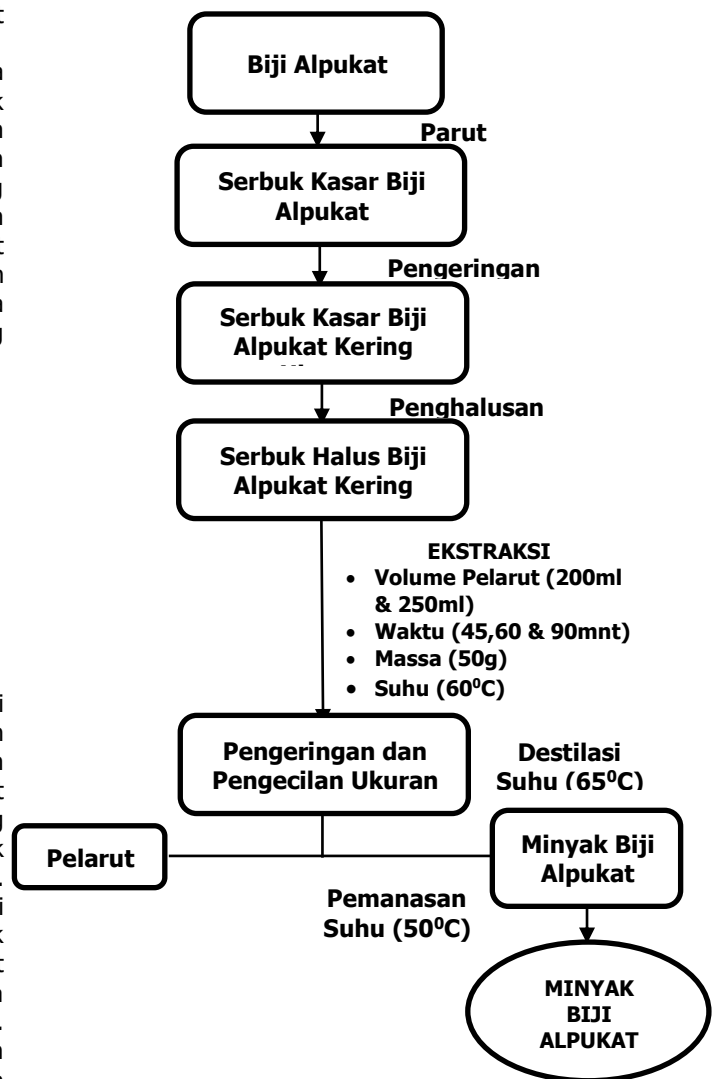 Biji Alpukat
Parut
Serbuk Kasar Biji
Alpukat
Pengeringan
Serbuk Kasar Biji
Alpukat Kering
Penghalusan
Serbuk Halus Biji
Alpukat Kering
EKSTRAKSI
• Volume Pelarut (200ml
& 250ml)
• Waktu (45,60 & 90mnt)
• Massa (50g)
• Suhu (60⁰C)
Pengeringan dan
Pengecilan Ukuran
Destilasi
Suhu (65⁰C)
Pelarut
Minyak Biji
Alpukat
Pemanasan
Suhu (50⁰C)
MINYAK
BIJI
ALPUKAT